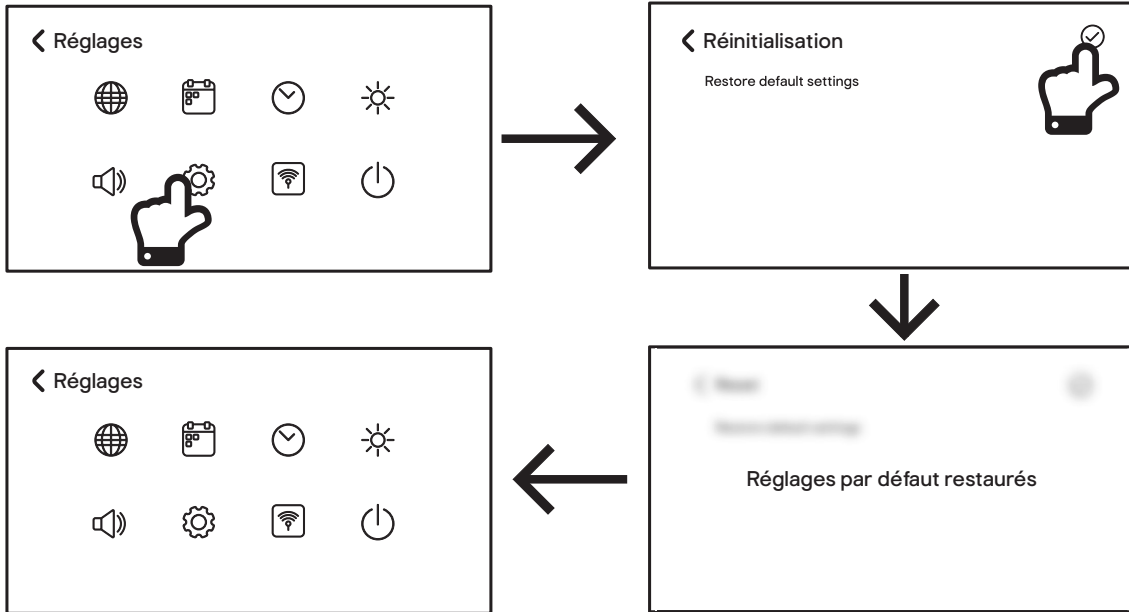 Réglages
Réinitialisation
Restore default settings
Réglages par défaut restaurés
Réglages